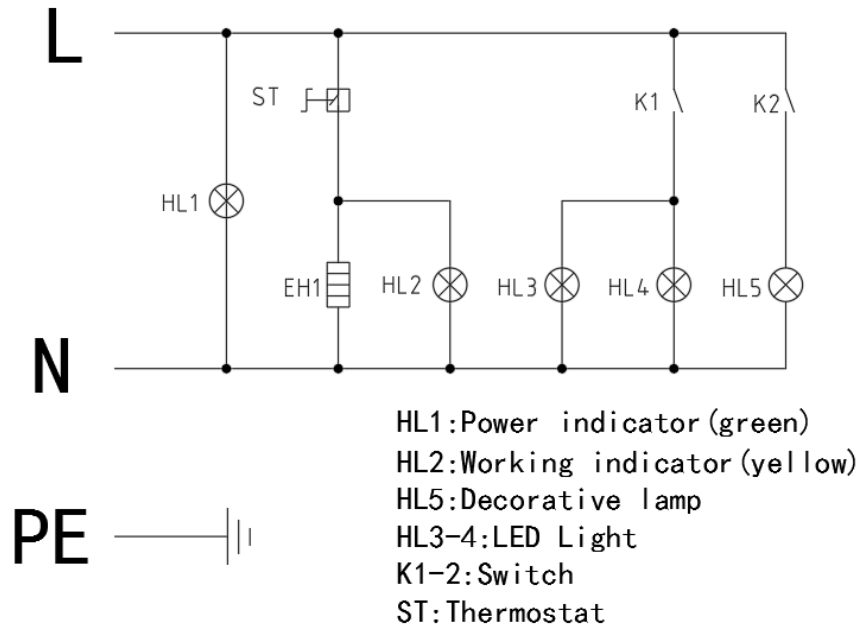 L
ST
K1
K2
HL1
EH1
HL2
HL3
HL4
HL5
N
HL1:Power indicator(green)
HL2:Working indicator(yellow)
HL5:Decorative lamp
HL3-4:LED Light
K1-2:Switch
ST:Thermostat
PE